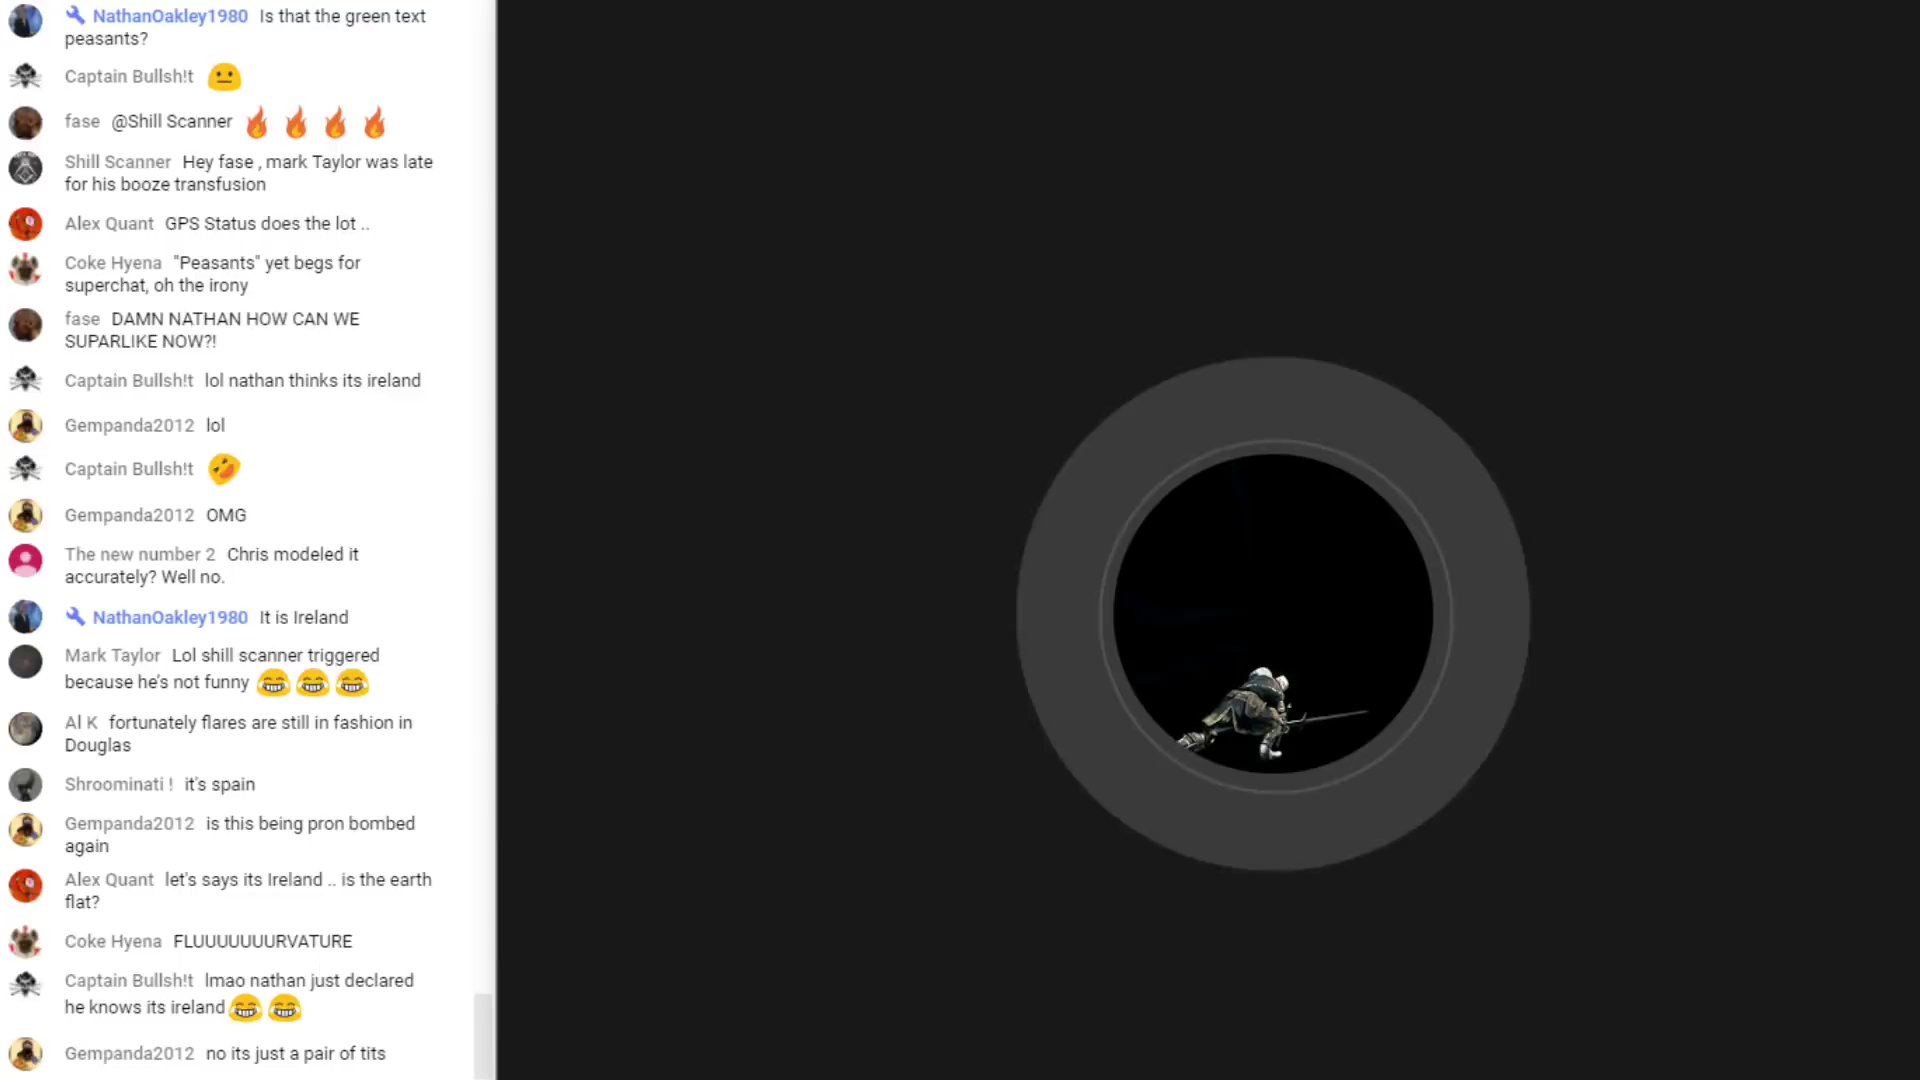 NathanOakley1980 Is that the green text
peasants?
Captain Bullsh!t
fase @Shill Scanner
Shill Scanner Hey fase , mark Taylor was late
for his booze transfusion
Alex Quant GPS Status does the lot ..
Coke Hyena "Peasants" yet begs for
superchat, oh the irony
fase DAMN NATHAN HOW CAN WE
SUPARLIKE NOW?!
Captain Bullsh!t lol nathan thinks its ireland
Gempanda2012 lol
Captain Bullsh!t
Gempanda2012 OMG
The new number 2 Chris modeled it
accurately? Well no.
NathanOakley1980 It is Ireland
Mark Taylor Lol shill scanner triggered
because he's not funny
Al K fortunately flares are still in fashion in
Douglas
Shroominati ! it's spain
Gempanda2012 is this being pron bombed
again
Alex Quant let's says its Ireland .. is the earth
flat?
Coke Hyena FLUUUUUUURVATURE
Captain Bullsh!t lmao nathan just declared
he knows its ireland
Gempanda2012 no its just a pair of tits